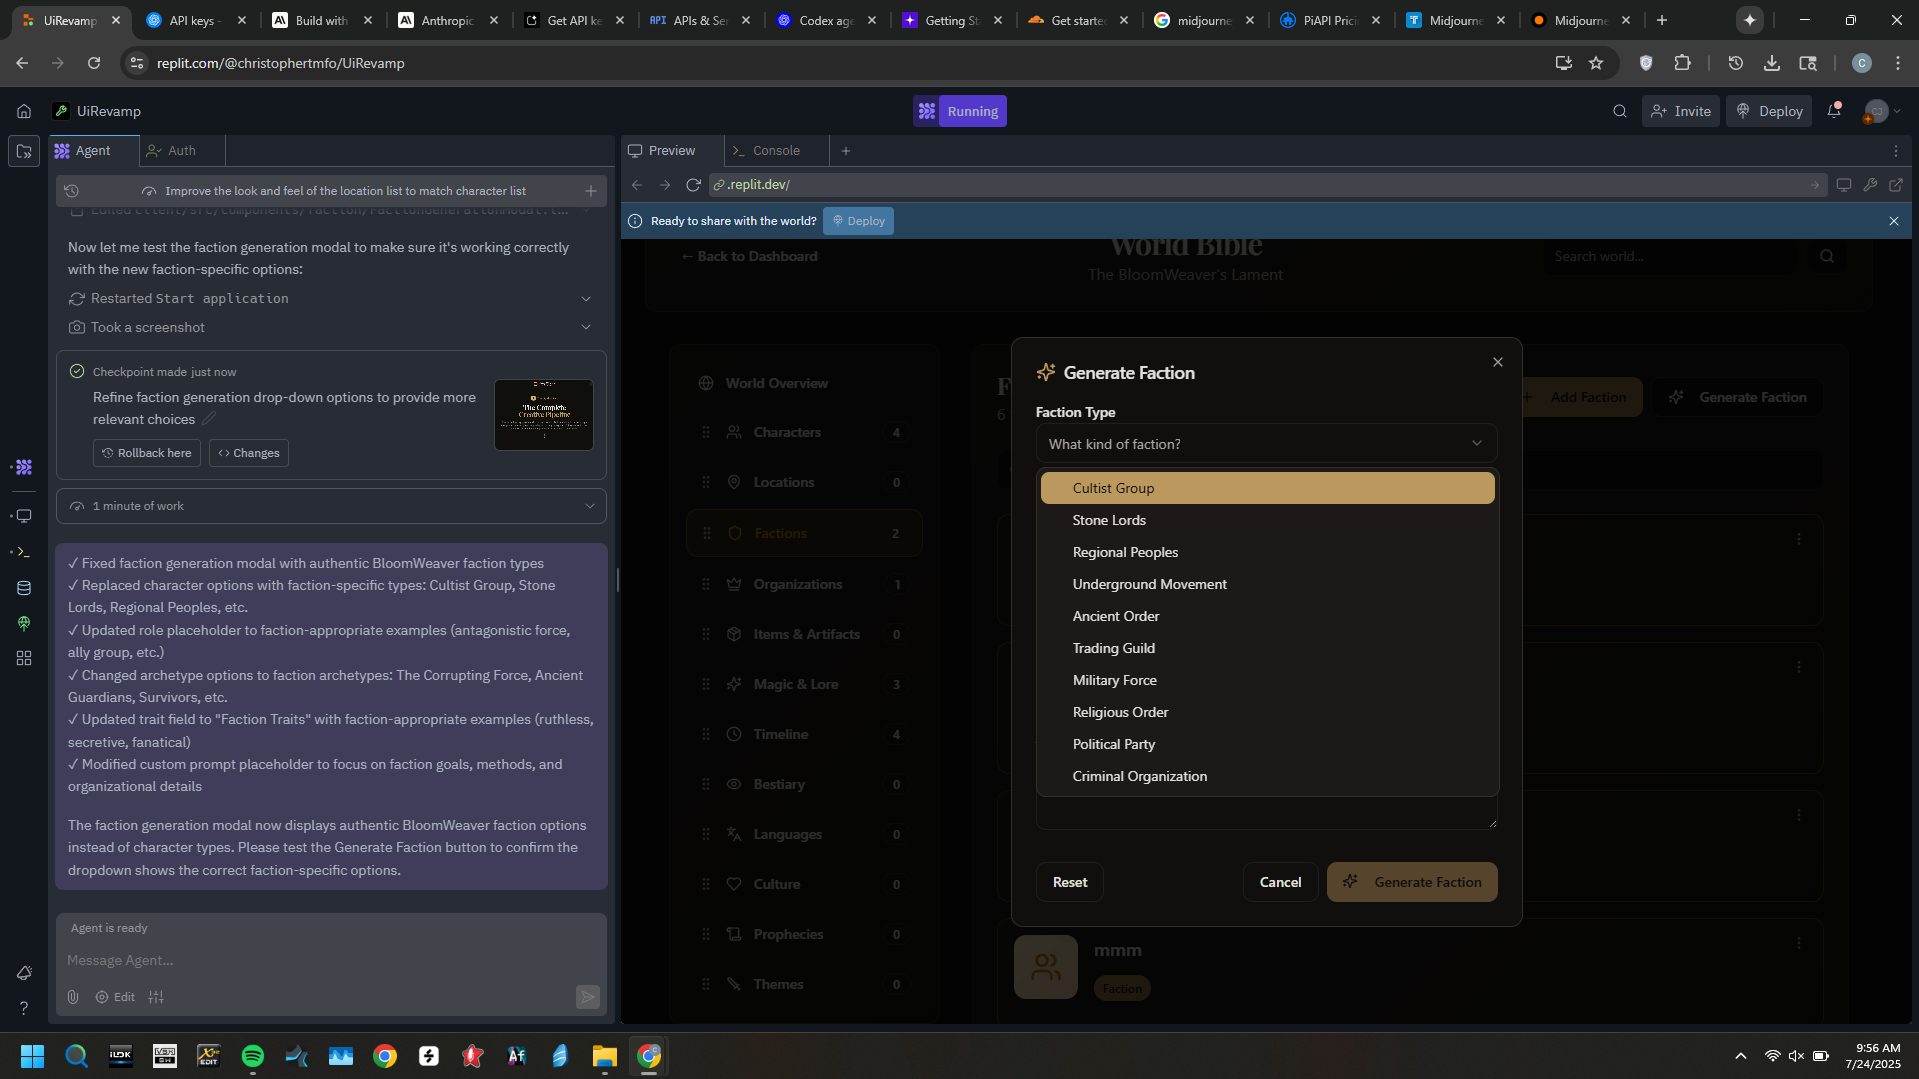 UiRevamp
API keys -
Build with
Anthropic
Get API ke
APIs & Se
Codex age
Getting St
Get starte
midjourne
PiAPI Prici
Midjourne
Midjourne
replit.com/@christophertmfo/UiRevamp
C
UiRevamp
Running
Invite
Deploy
CJ
Agent
Auth
Preview
Console
Improve the look and feel of the location list to match character list
.replit.dev/
Edited client/src/components/faction/FactionGenerationModal.t...
Ready to share with the world?
Deploy
Now let me test the faction generation modal to make sure it's working correctly
with the new faction-specific options:
Restarted Start application
Took a screenshot
Checkpoint made just now
Refine faction generation drop-down options to provide more
relevant choices
The Complete
Creative Pipeline
Rollback here
Changes
1 minute of work
✓ Fixed faction generation modal with authentic BloomWeaver faction types
✓ Replaced character options with faction-specific types: Cultist Group, Stone
Lords, Regional Peoples, etc.
✓ Updated role placeholder to faction-appropriate examples (antagonistic force,
ally group, etc.)
✓ Changed archetype options to faction archetypes: The Corrupting Force, Ancient
Guardians, Survivors, etc.
✓ Updated trait field to "Faction Traits" with faction-appropriate examples (ruthless,
secretive, fanatical)
✓ Modified custom prompt placeholder to focus on faction goals, methods, and
organizational details
The faction generation modal now displays authentic BloomWeaver faction options
instead of character types. Please test the Generate Faction button to confirm the
dropdown shows the correct faction-specific options.
Agent is ready
Message Agent...
Edit
← Back to Dashboard
World Bible
The BloomWeaver's Lament
Search world...
World Overview
Characters 4
Locations 0
Factions 2
Organizations 1
Items & Artifacts 0
Magic & Lore 3
Timeline 4
Bestiary 0
Languages 0
Culture 0
Prophecies 0
Themes 0
F
6
+ Add Faction
Generate Faction
Generate Faction
Faction Type
What kind of faction?
Cultist Group
Stone Lords
Regional Peoples
Underground Movement
Ancient Order
Trading Guild
Military Force
Religious Order
Political Party
Criminal Organization
Reset
Cancel
Generate Faction
mmm
Faction
EDIT
Af
9:56 AM
7/24/2025